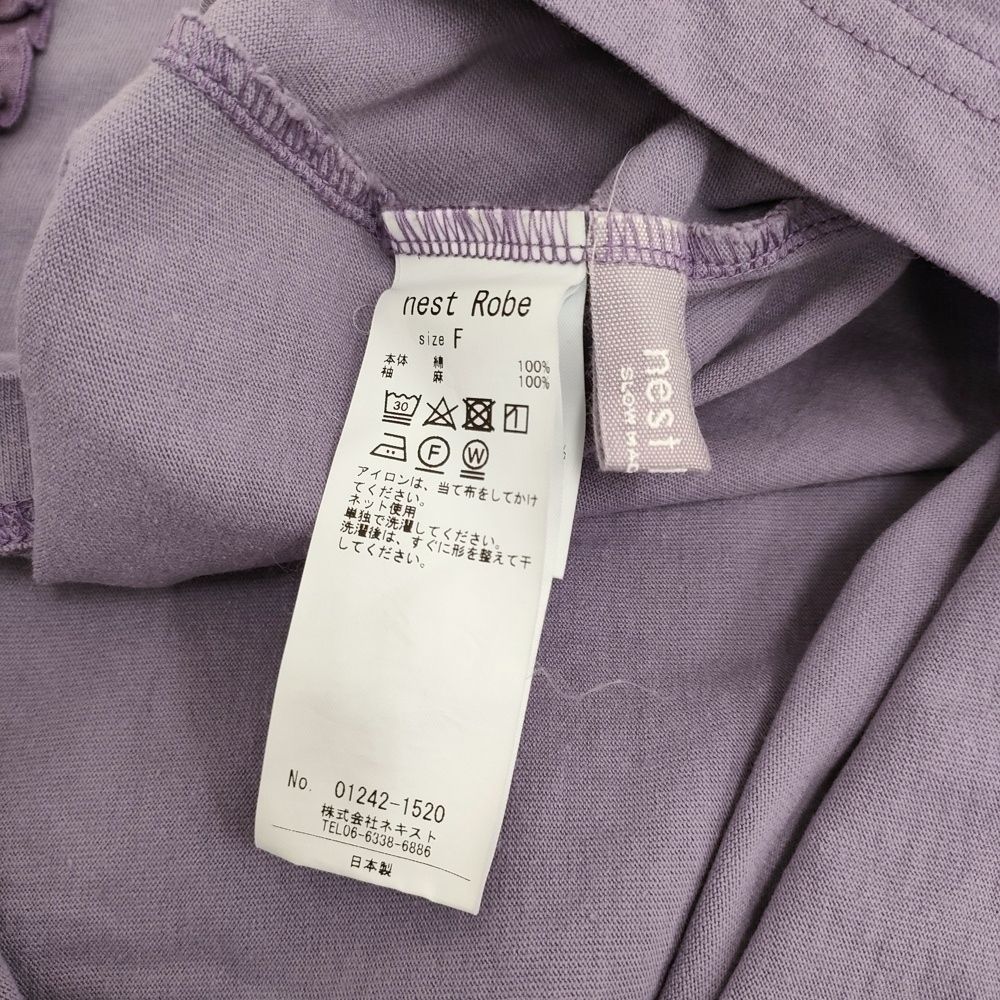 nest Robe
size F
本体 綿 100%
袖 麻 100%
30
F W
アイロンは、当て布をしてかけ
てください。
ネット使用
単独で洗濯してください。
洗濯後は、すぐに形を整えて干
してください。
No. 01242-1520
株式会社ネキスト
TEL06-6338-6886
日本製
nest
SLOW